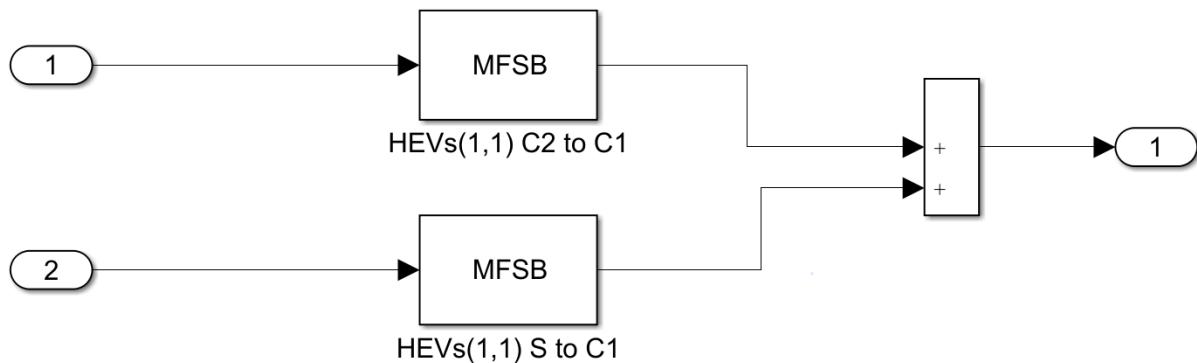 1
MFSB
HEVs(1,1) C2 to C1
+
+
1
2
MFSB
HEVs(1,1) S to C1